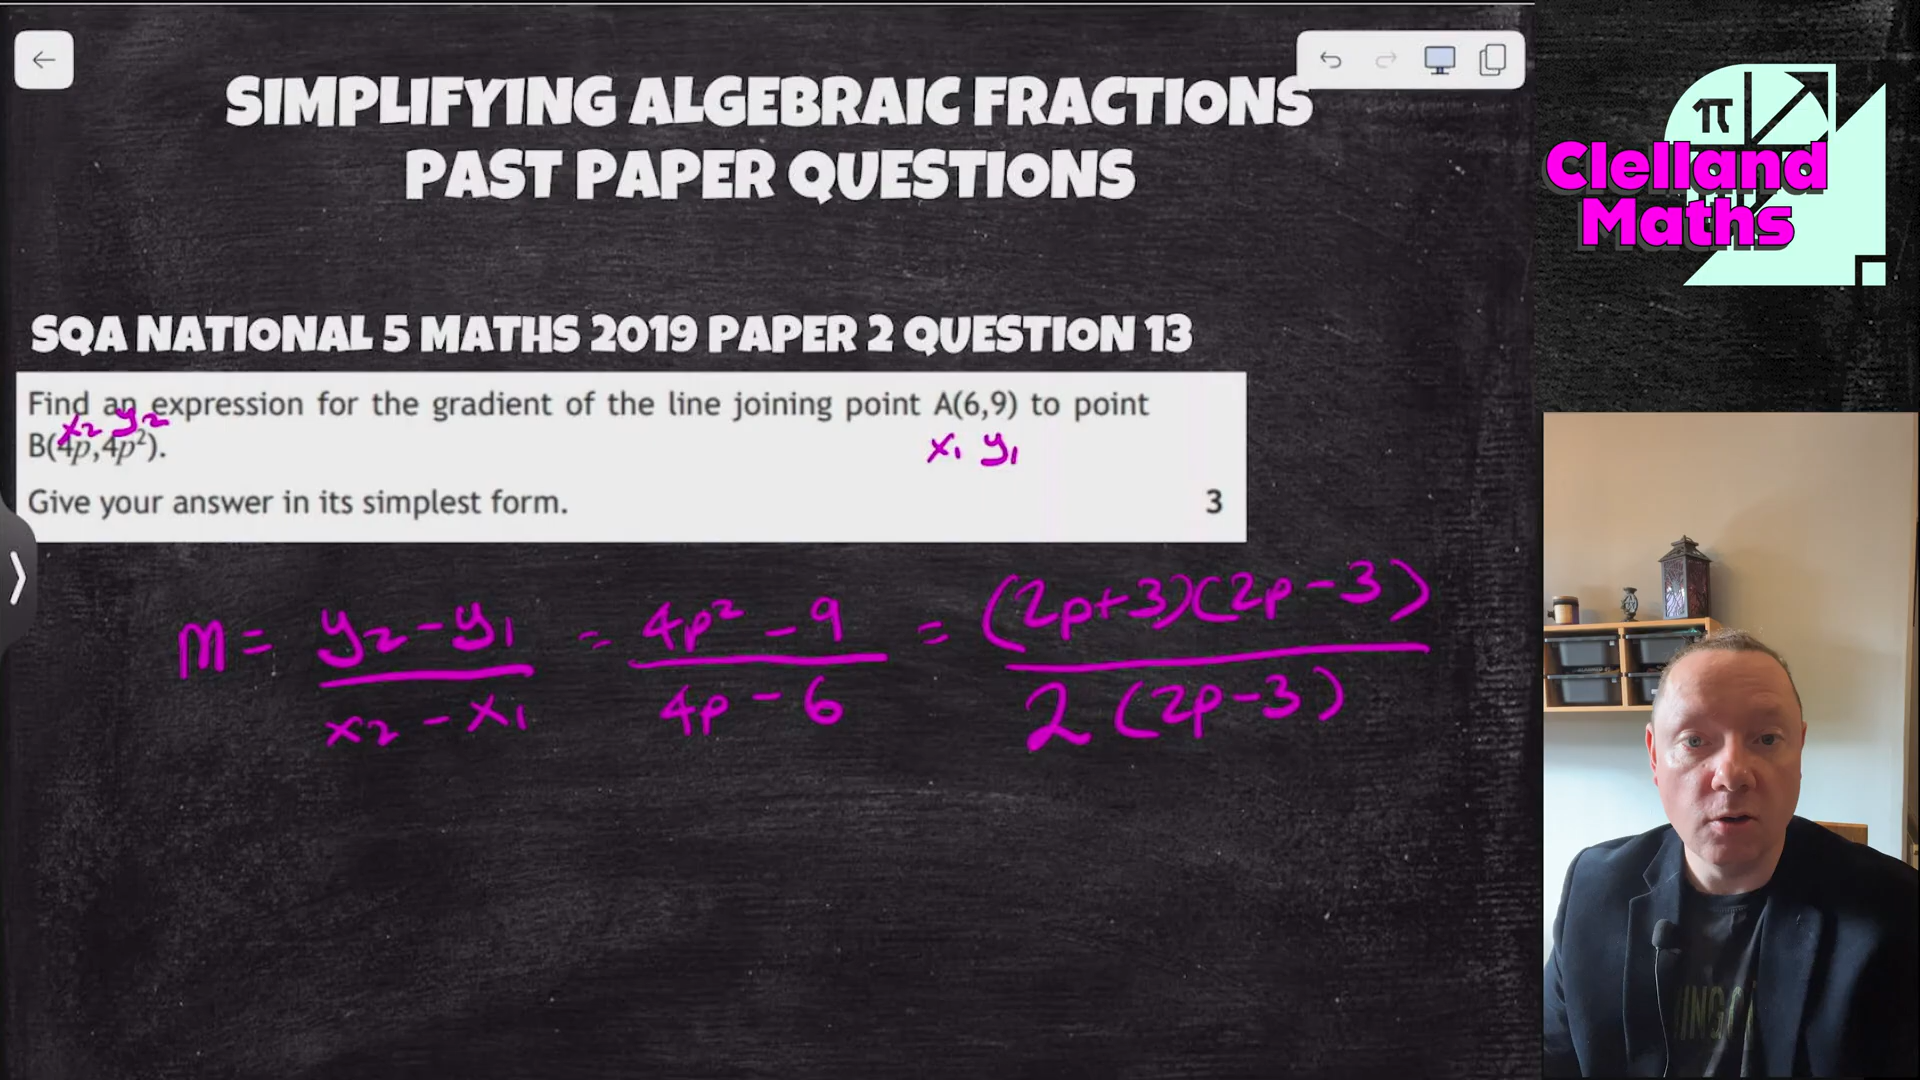 SIMPLIFYING ALGEBRAIC FRACTIONS
PAST PAPER QUESTIONS
π
Clelland
Maths
SQA NATIONAL 5 MATHS 2019 PAPER 2 QUESTION 13
Find an expression for the gradient of the line joining point A(6,9) to point
x₂ y₂
B(4p,4p²).
x₁ y₁
Give your answer in its simplest form. 3
m = (y₂ - y₁)/(x₂ - x₁) = (4p² - 9)/(4p - 6) = (2p+3)(2p-3)/2(2p-3)